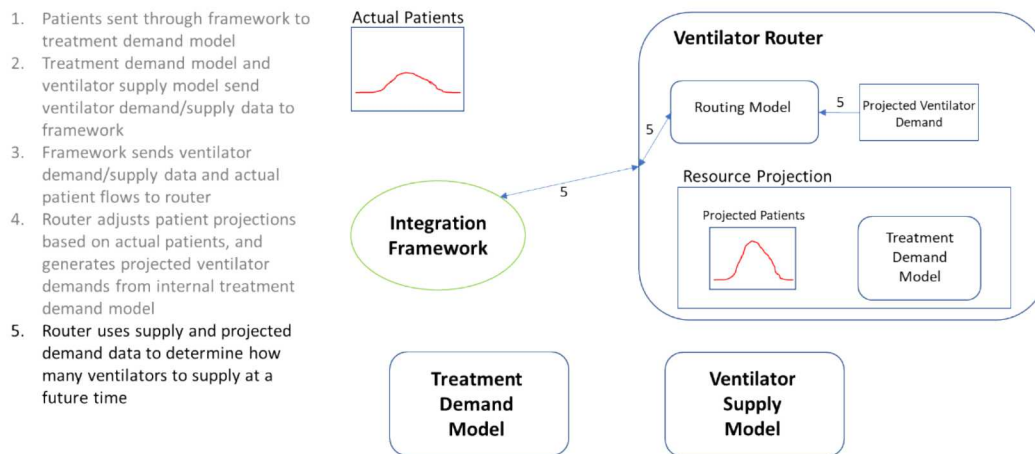 1. Patients sent through framework to
treatment demand model
2. Treatment demand model and
ventilator supply model send
ventilator demand/supply data to
framework
3. Framework sends ventilator
demand/supply data and actual
patient flows to router
4. Router adjusts patient projections
based on actual patients, and
generates projected ventilator
demands from internal treatment
demand model
5. Router uses supply and projected
demand data to determine how
many ventilators to supply at a
future time
Actual Patients
Ventilator Router
Routing Model
5
Projected Ventilator
Demand
5
5
Integration
Framework
Resource Projection
Projected Patients
Treatment
Demand
Model
Treatment
Demand
Model
Ventilator
Supply
Model